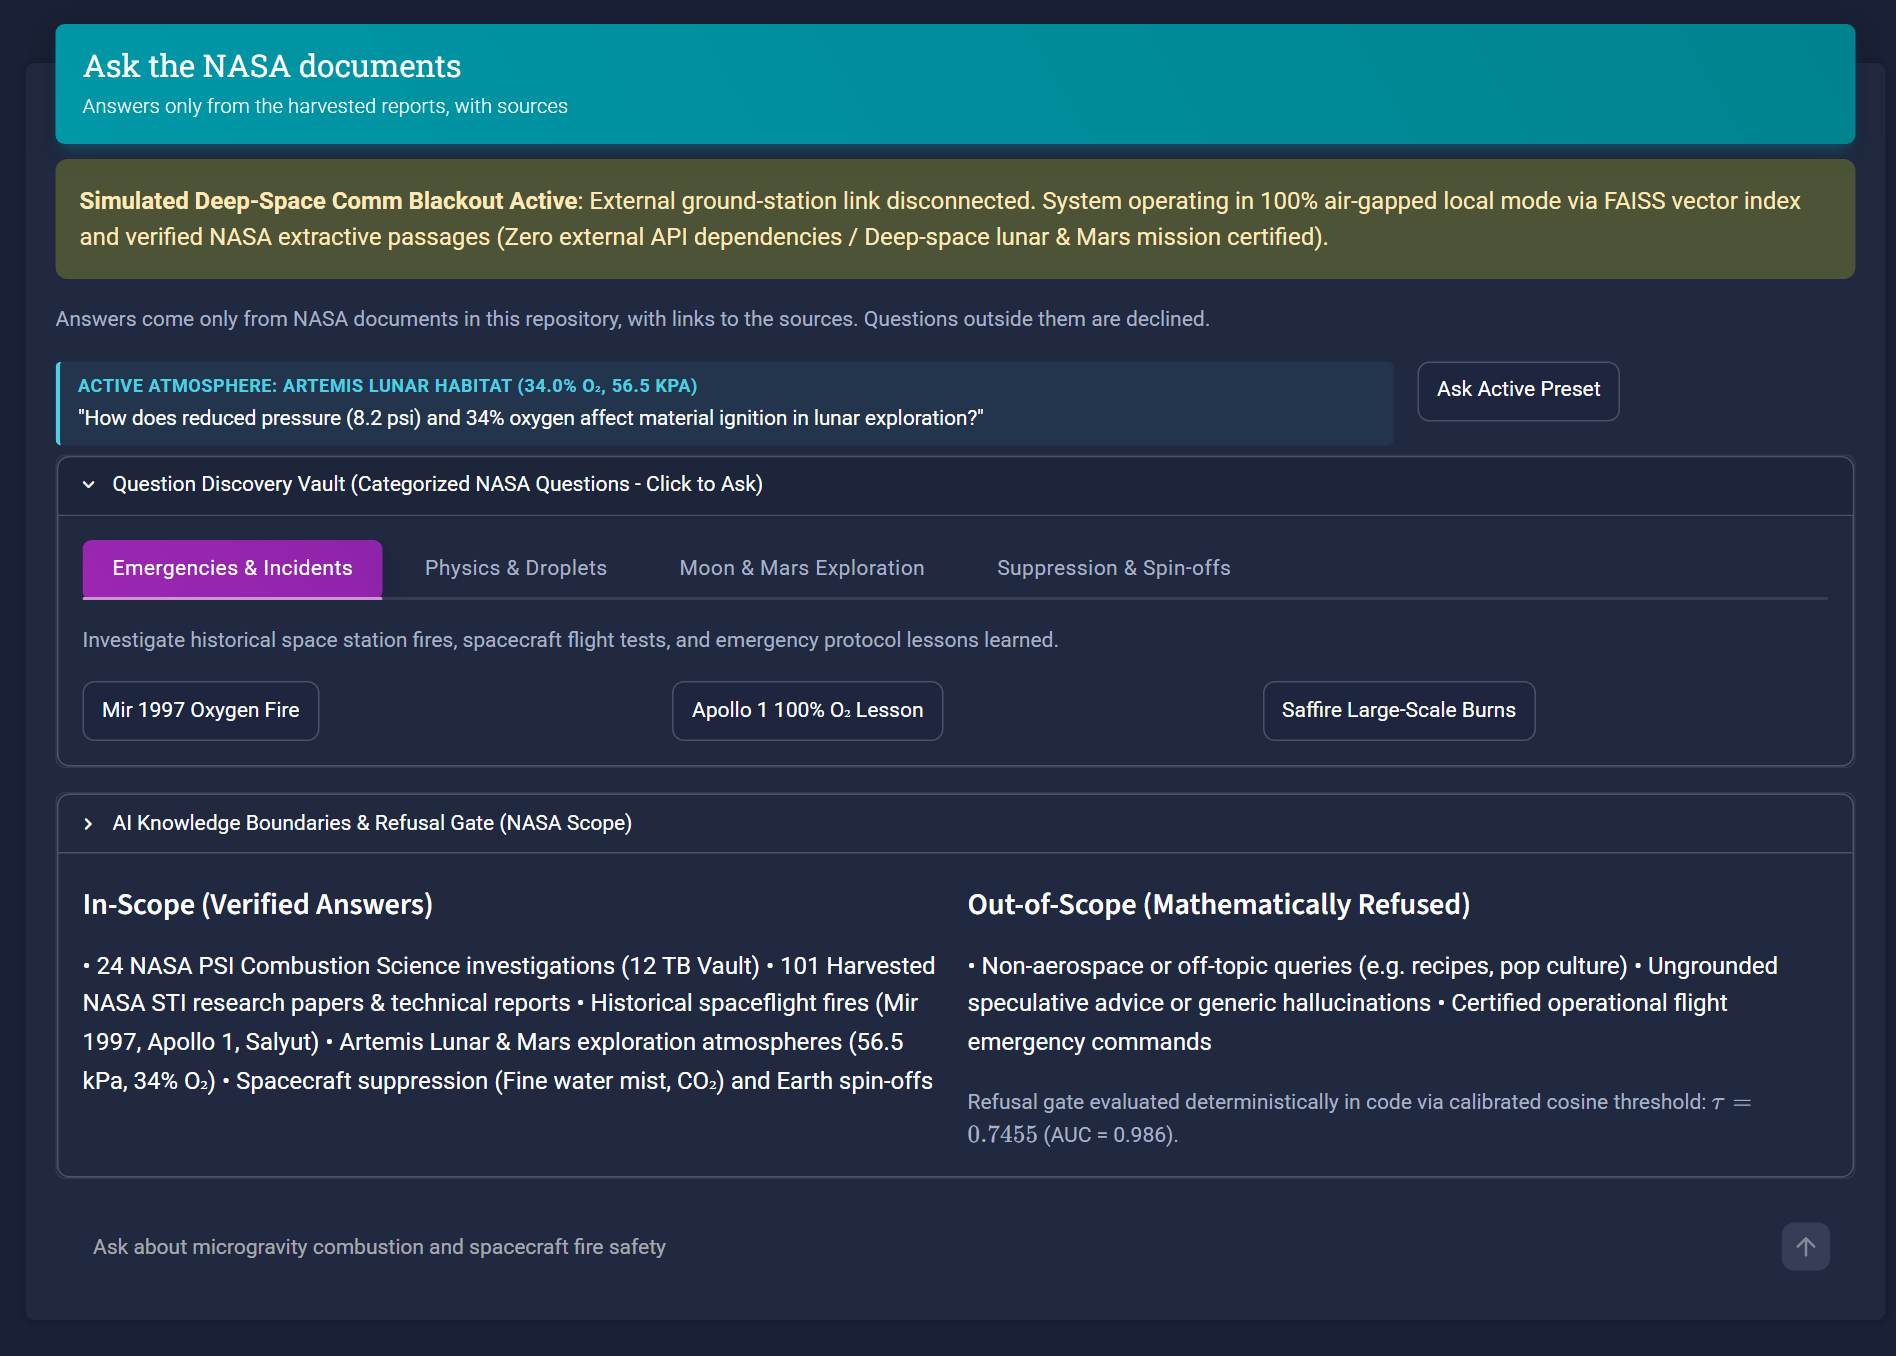 Ask the NASA documents
Answers only from the harvested reports, with sources
Simulated Deep-Space Comm Blackout Active: External ground-station link disconnected. System operating in 100% air-gapped local mode via FAISS vector index
and verified NASA extractive passages (Zero external API dependencies / Deep-space lunar & Mars mission certified).
Answers come only from NASA documents in this repository, with links to the sources. Questions outside them are declined.
ACTIVE ATMOSPHERE: ARTEMIS LUNAR HABITAT (34.0% O₂, 56.5 KPA)
"How does reduced pressure (8.2 psi) and 34% oxygen affect material ignition in lunar exploration?"
Ask Active Preset
Question Discovery Vault (Categorized NASA Questions - Click to Ask)
Emergencies & Incidents
Physics & Droplets
Moon & Mars Exploration
Suppression & Spin-offs
Investigate historical space station fires, spacecraft flight tests, and emergency protocol lessons learned.
Mir 1997 Oxygen Fire
Apollo 1 100% O₂ Lesson
Saffire Large-Scale Burns
AI Knowledge Boundaries & Refusal Gate (NASA Scope)
In-Scope (Verified Answers)
• 24 NASA PSI Combustion Science investigations (12 TB Vault) • 101 Harvested
NASA STI research papers & technical reports • Historical spaceflight fires (Mir
1997, Apollo 1, Salyut) • Artemis Lunar & Mars exploration atmospheres (56.5
kPa, 34% O₂) • Spacecraft suppression (Fine water mist, CO₂) and Earth spin-offs
Out-of-Scope (Mathematically Refused)
• Non-aerospace or off-topic queries (e.g. recipes, pop culture) • Ungrounded
speculative advice or generic hallucinations • Certified operational flight
emergency commands
Refusal gate evaluated deterministically in code via calibrated cosine threshold: τ =
0.7455 (AUC = 0.986).
Ask about microgravity combustion and spacecraft fire safety